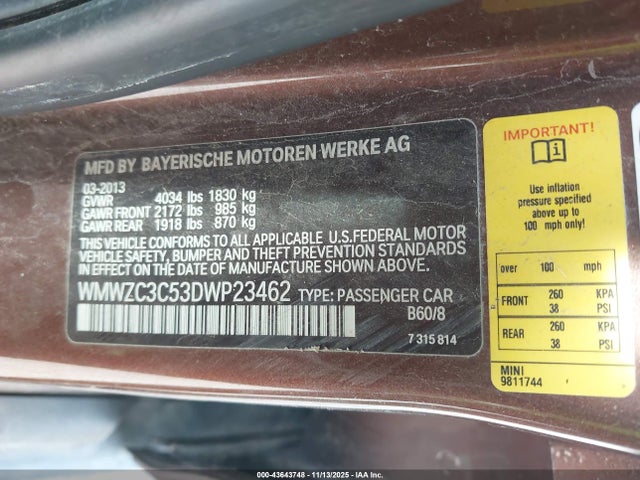 MFD BY BAYERISCHE MOTOREN WERKE AG
03-2013
GVWR 4034 lbs 1830 kg
GAWR FRONT 2172 lbs 985 kg
GAWR REAR 1918 lbs 870 kg
THIS VEHICLE CONFORMS TO ALL APPLICABLE U.S.FEDERAL MOTOR
VEHICLE SAFETY, BUMPER AND THEFT PREVENTION STANDARDS
IN EFFECT ON THE DATE OF MANUFACTURE SHOWN ABOVE.
WMWZC3C53DWP23462 TYPE: PASSENGER CAR
B60/8
7 315 814
IMPORTANT!
Use inflation
pressure specified
above up to
100 mph only!
over 100 mph
FRONT 260 KPA
38 PSI
REAR 260 KPA
38 PSI
MINI
9811744
000-43643748 - 11/13/2025 - IAA Inc.